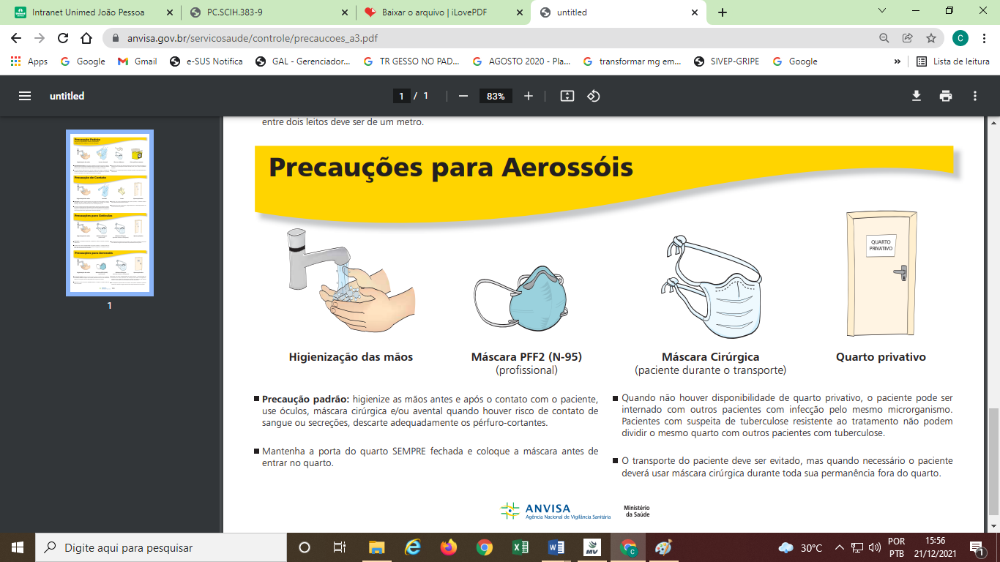 Intranet Unimed João Pessoa
PC.SCIH.383-9
Baixar o arquivo | iLovePDF
untitled
anvisa.gov.br/servicosaude/controle/precaucoes_a3.pdf
C
Apps
Google
Gmail
e-SUS Notifica
GAL - Gerenciador...
TR GESSO NO PAD...
AGOSTO 2020 - Pla...
transformar mg em...
SIVEP-GRIPE
Google
»
Lista de leitura
untitled
1 / 1
83%
1
entre dois leitos deve ser de um metro.
Precauções para Aerossóis
QUARTO
PRIVATIVO
Higienização das mãos
Máscara PFF2 (N-95)
(profissional)
Máscara Cirúrgica
(paciente durante o transporte)
Quarto privativo
Precaução padrão: higienize as mãos antes e após o contato com o paciente,
use óculos, máscara cirúrgica e/ou avental quando houver risco de contato de
sangue ou secreções, descarte adequadamente os pérfuro-cortantes.
Mantenha a porta do quarto SEMPRE fechada e coloque a máscara antes de
entrar no quarto.
Quando não houver disponibilidade de quarto privativo, o paciente pode ser
internado com outros pacientes com infecção pelo mesmo microrganismo.
Pacientes com suspeita de tuberculose resistente ao tratamento não podem
dividir o mesmo quarto com outros pacientes com tuberculose.
O transporte do paciente deve ser evitado, mas quando necessário o paciente
deverá usar máscara cirúrgica durante toda sua permanência fora do quarto.
ANVISA
Agência Nacional de Vigilância Sanitária
Ministério
da Saúde
Digite aqui para pesquisar
MV
C
30°C
POR
PTB
15:56
21/12/2021
1